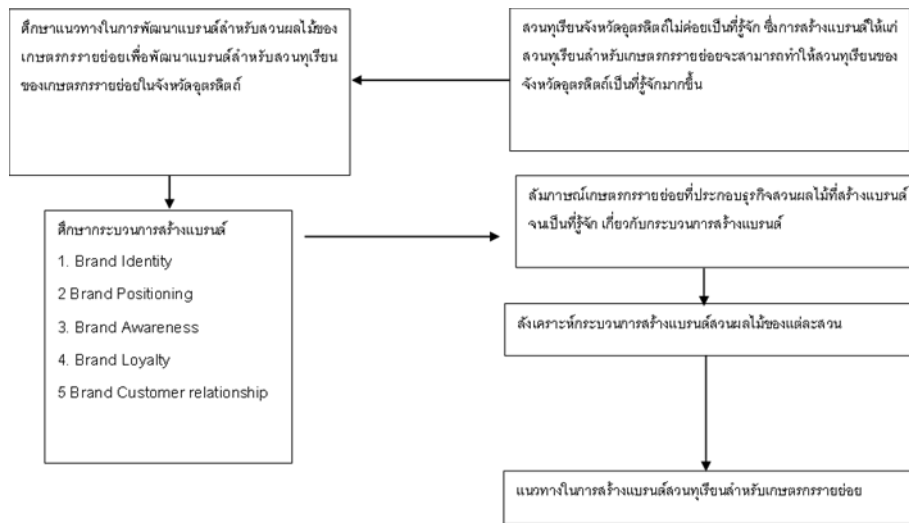 ศึกษาแนวทางในการพัฒนาแบรนด์สำหรับสวนผลไม้ของ
เกษตรกรรายย่อยเพื่อพัฒนาแบรนด์สำหรับสวนทุเรียน
ของเกษตรกรรายย่อยในจังหวัดอุตรดิตถ์
สวนทุเรียนจังหวัดอุตรดิตถ์ไม่ค่อยเป็นที่รู้จัก ซึ่งการสร้างแบรนด์ให้แก่
สวนทุเรียนสำหรับเกษตรกรรายย่อยจะสามารถทำให้สวนทุเรียนของ
จังหวัดอุตรดิตถ์เป็นที่รู้จักมากขึ้น
ศึกษากระบวนการสร้างแบรนด์
1. Brand Identity
2 Brand Positioning
3. Brand Awareness
4. Brand Loyalty
5 Brand Customer relationship
สัมภาษณ์เกษตรกรรายย่อยที่ประกอบธุรกิจสวนผลไม้ที่สร้างแบรนด์
จนเป็นที่รู้จัก เกี่ยวกับกระบวนการสร้างแบรนด์
สังเคราะห์กระบวนการสร้างแบรนด์สวนผลไม้ของแต่ละสวน
แนวทางในการสร้างแบรนด์สวนทุเรียนสำหรับเกษตรกรรายย่อย